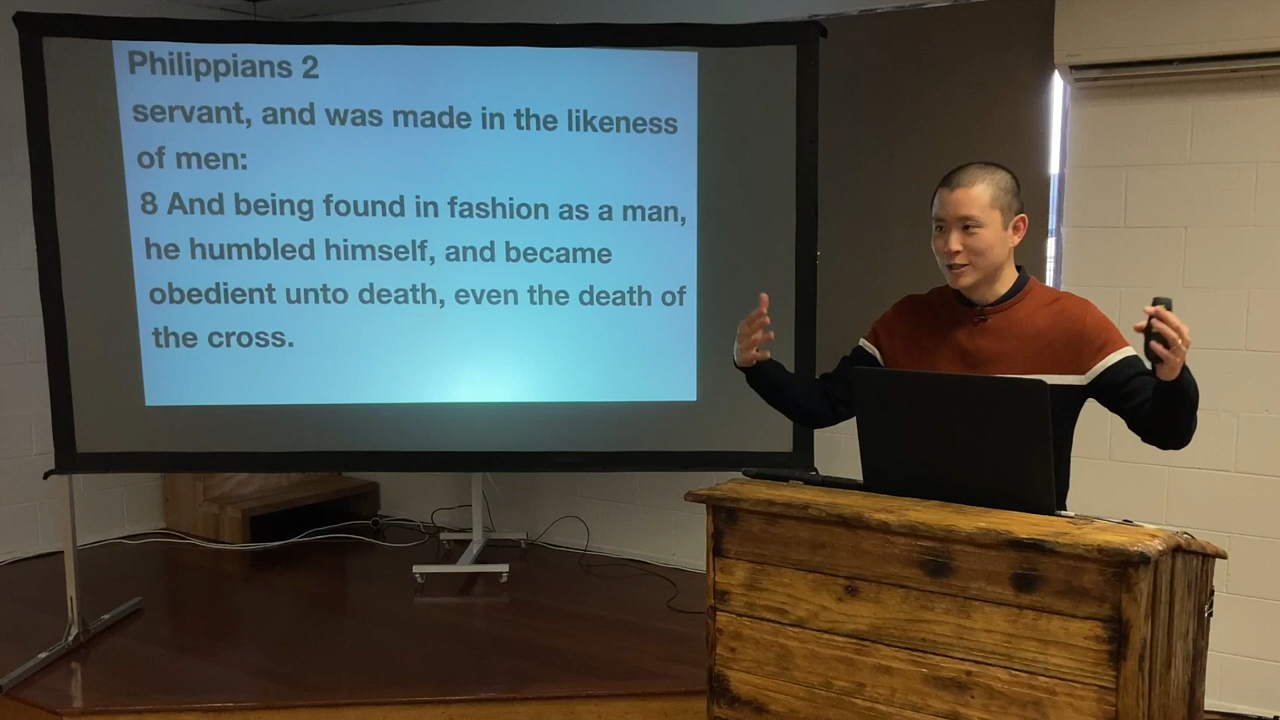 Philippians 2
servant, and was made in the likeness
of men:
8 And being found in fashion as a man,
he humbled himself, and became
obedient unto death, even the death of
the cross.